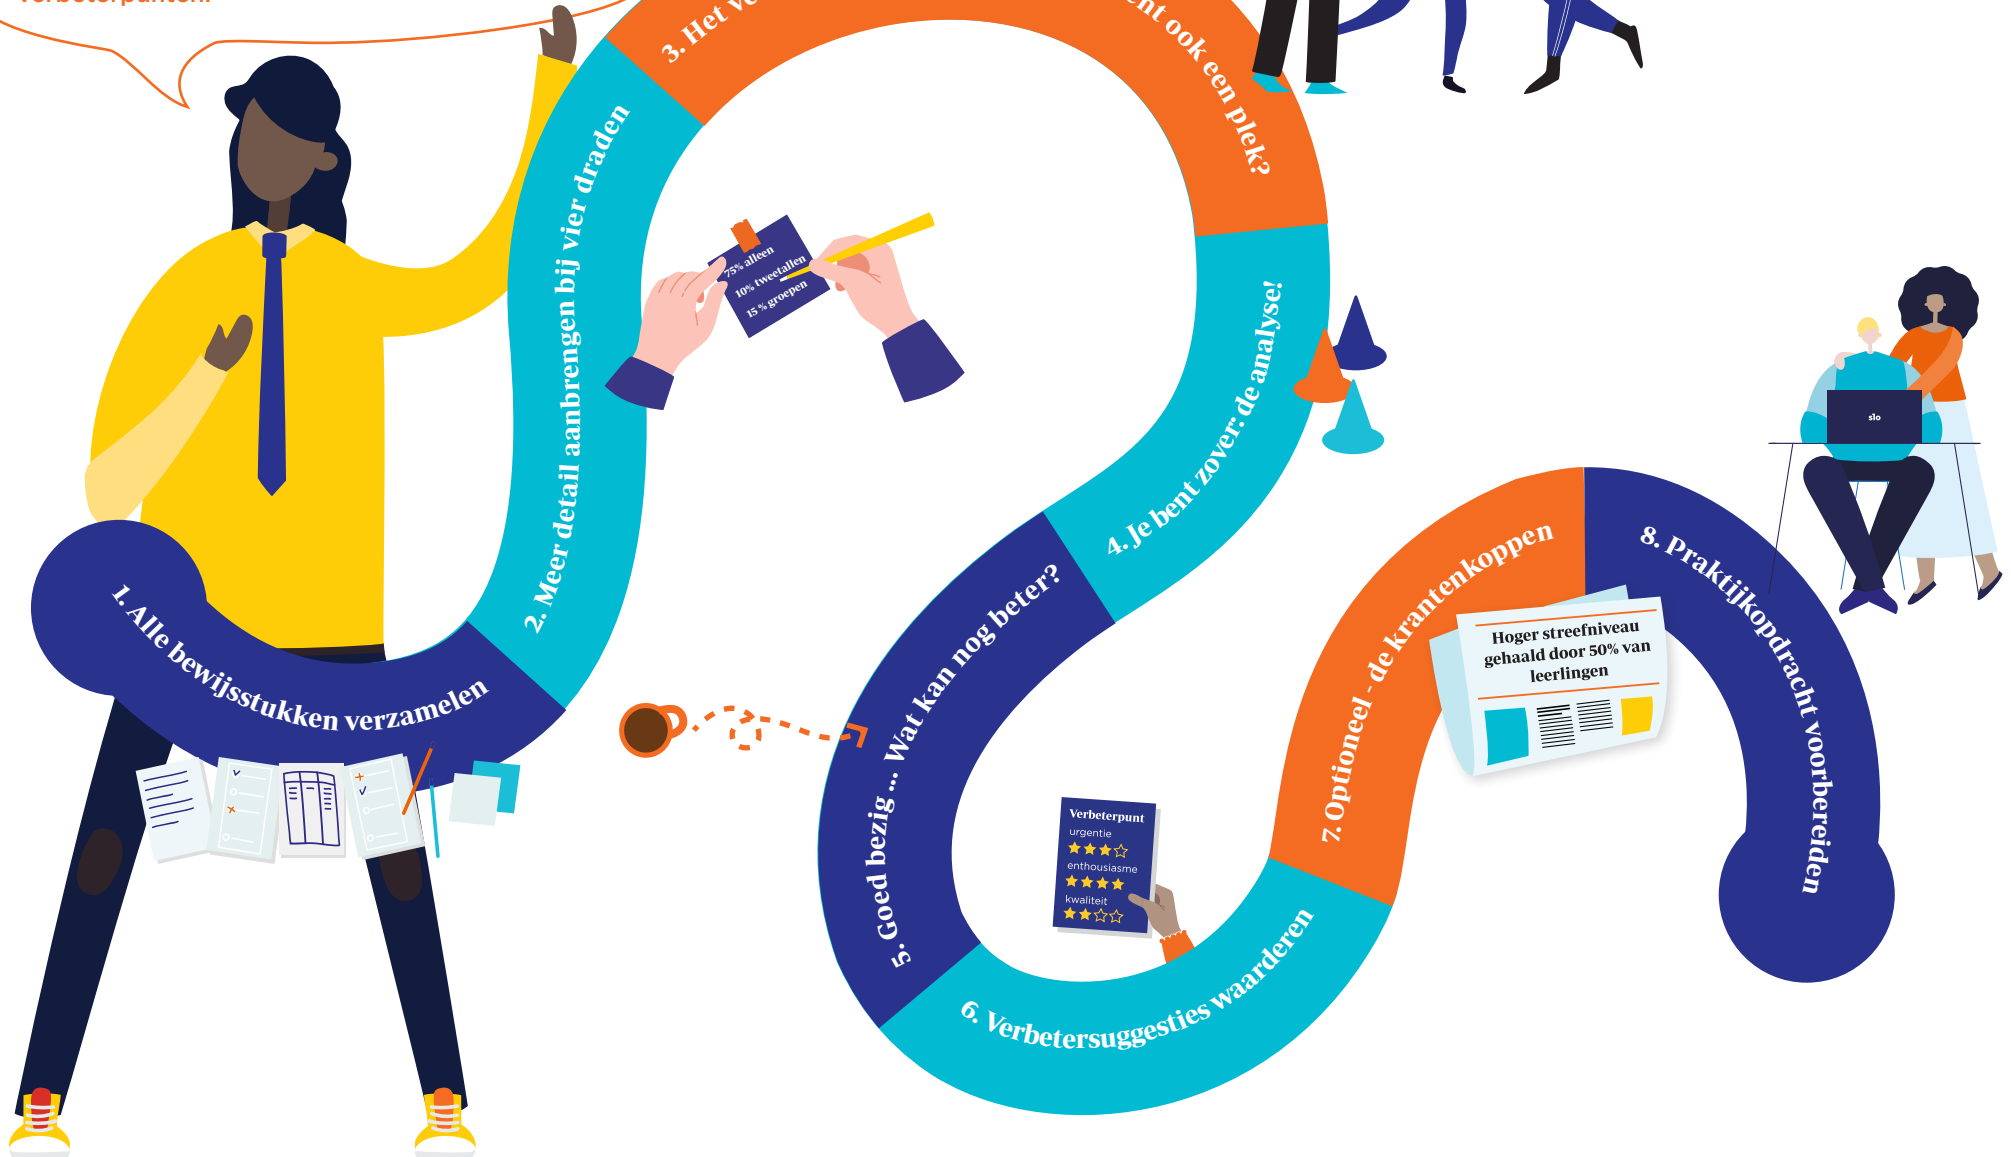 verbeterpunten.
1. Alle bewijsstukken verzamelen
2. Meer detail aanbrengen bij vier draden
3. Het
ook een plek?
75% alleen
10% tweetallen
15 % groepen
4. Je bent zover: de analyse!
5. Goed bezig ... Wat kan nog beter?
Verbeterpunt
urgentie
enthousiasme
kwaliteit
6. Verbetersuggesties waarderen
7. Optioneel - de krantenkoppen
Hoger streefniveau
gehaald door 50% van
leerlingen
8. Praktijkopdracht voorbereiden
slo